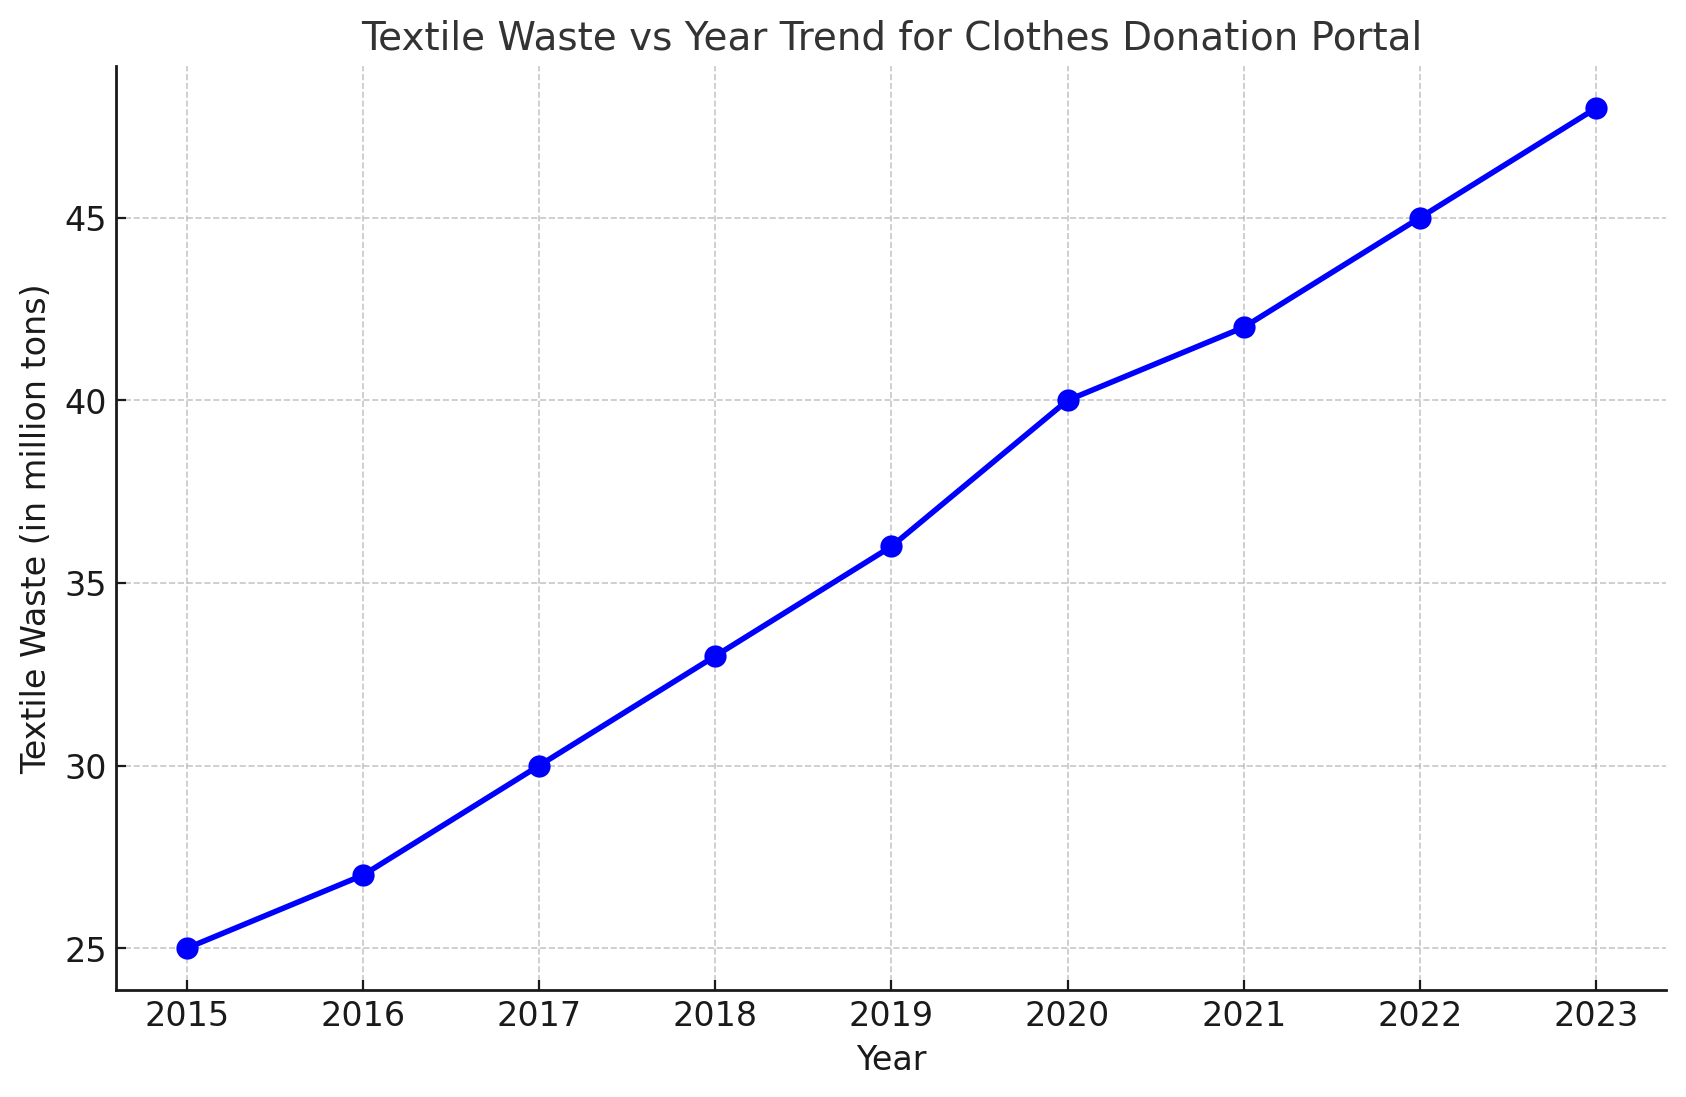 Textile Waste vs Year Trend for Clothes Donation Portal
Textile Waste (in million tons)
45
40
35
30
25
2015 2016 2017 2018 2019 2020 2021 2022 2023
Year